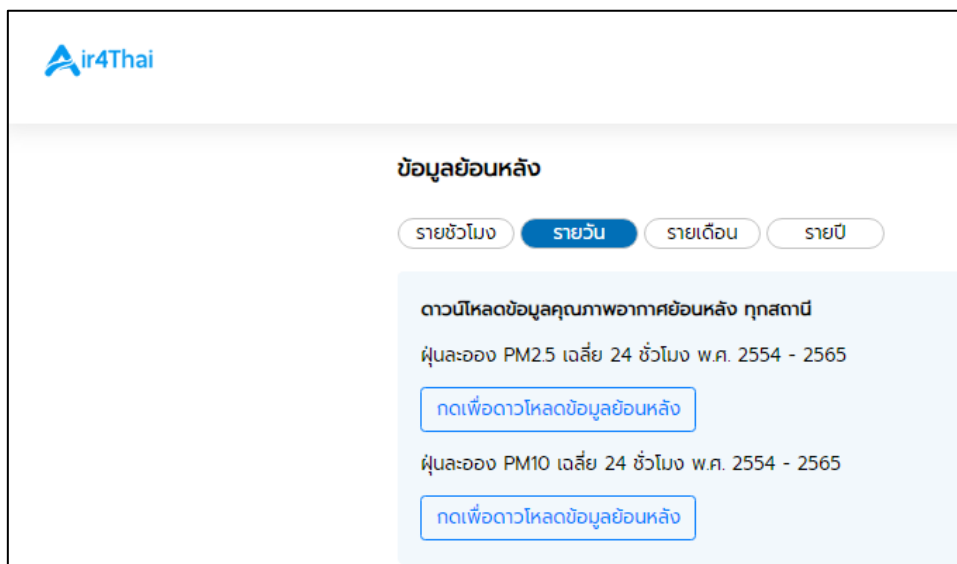 Air4Thai
ข้อมูลย้อนหลัง
รายชั่วโมง รายวัน รายเดือน รายปี
ดาวน์โหลดข้อมูลคุณภาพอากาศย้อนหลัง ทุกสถานี
ฝุ่นละออง PM2.5 เฉลี่ย 24 ชั่วโมง พ.ศ. 2554 - 2565
กดเพื่อดาวโหลดข้อมูลย้อนหลัง
ฝุ่นละออง PM10 เฉลี่ย 24 ชั่วโมง พ.ศ. 2554 - 2565
กดเพื่อดาวโหลดข้อมูลย้อนหลัง